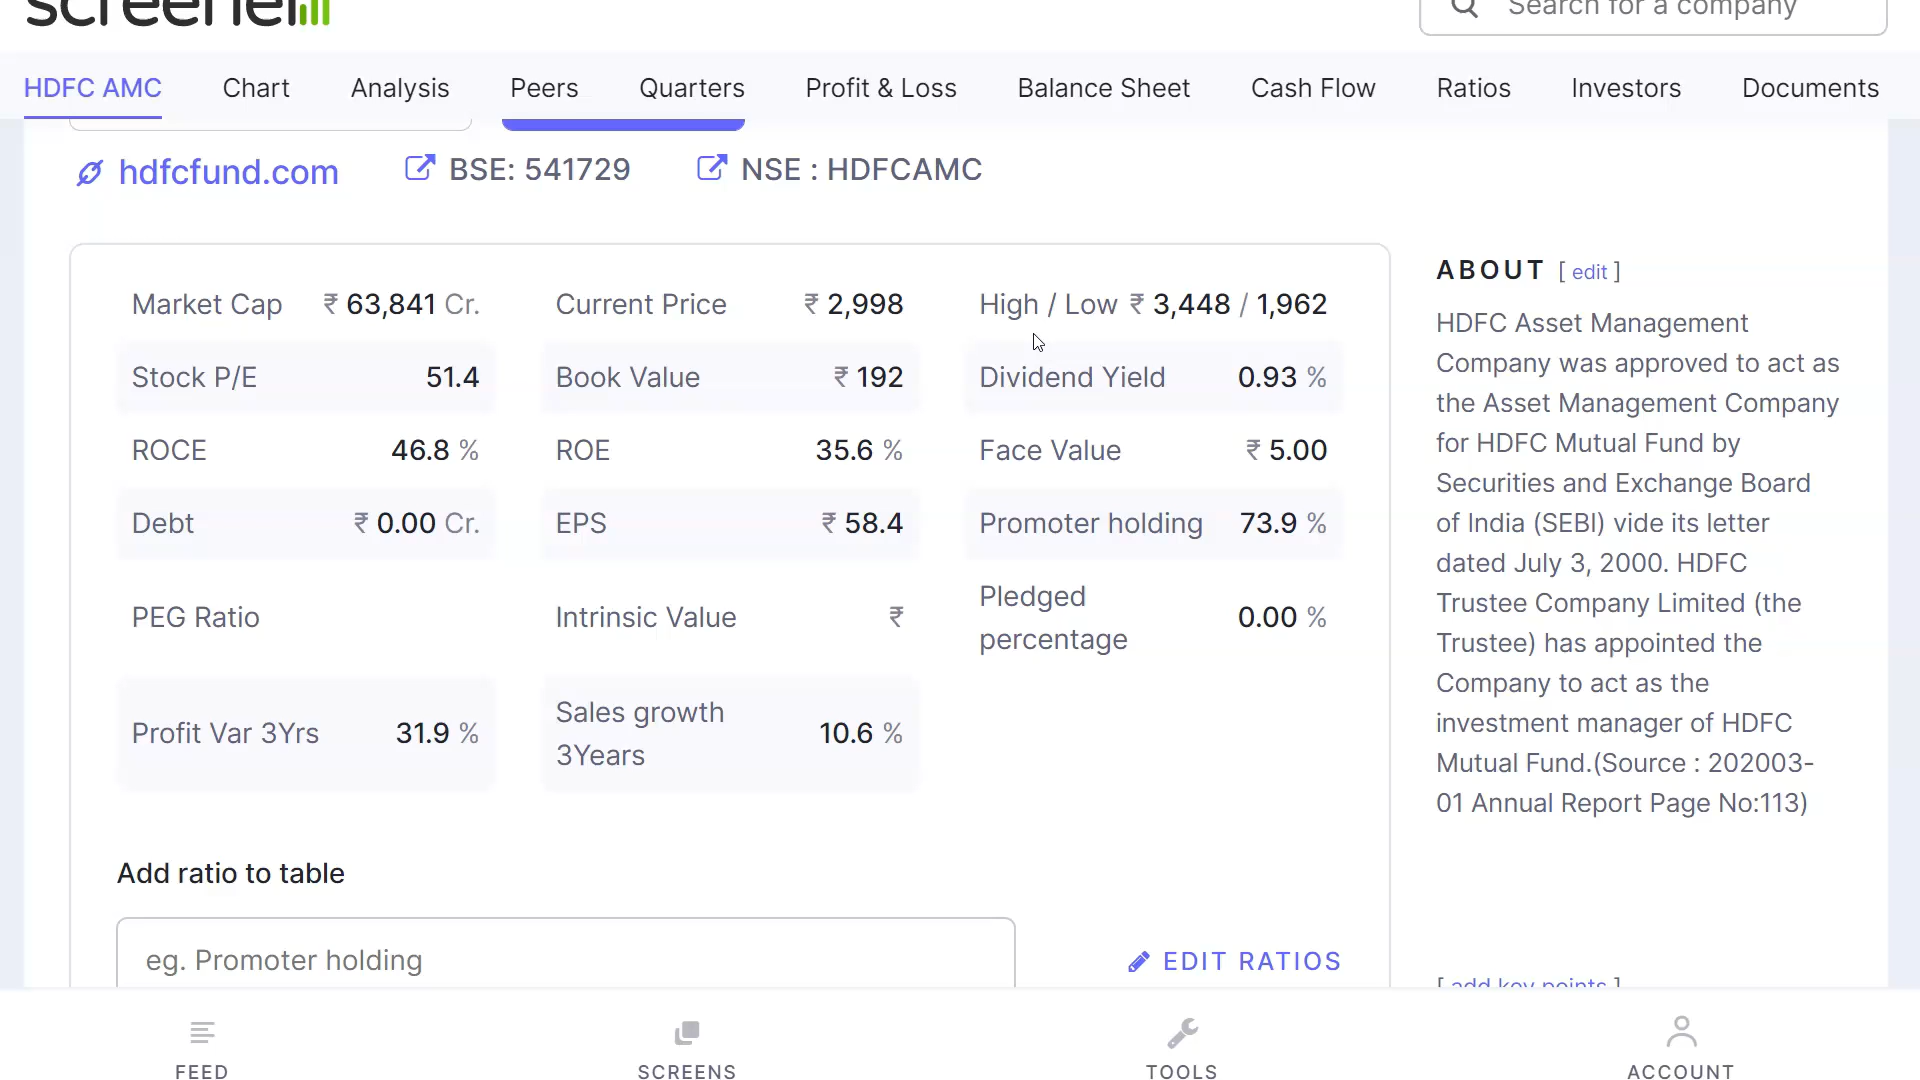 screener
Search for a company
HDFC AMC Chart Analysis Peers Quarters Profit & Loss Balance Sheet Cash Flow Ratios Investors Documents
hdfcfund.com BSE: 541729 NSE : HDFCAMC
Market Cap ₹ 63,841 Cr. Current Price ₹ 2,998 High / Low ₹ 3,448 / 1,962
Stock P/E 51.4 Book Value ₹ 192 Dividend Yield 0.93 %
ROCE 46.8 % ROE 35.6 % Face Value ₹ 5.00
Debt ₹ 0.00 Cr. EPS ₹ 58.4 Promoter holding 73.9 %
PEG Ratio Intrinsic Value ₹ Pledged
percentage 0.00 %
Profit Var 3Yrs 31.9 % Sales growth
3Years 10.6 %
Add ratio to table
eg. Promoter holding
EDIT RATIOS
ABOUT [ edit ]
HDFC Asset Management
Company was approved to act as
the Asset Management Company
for HDFC Mutual Fund by
Securities and Exchange Board
of India (SEBI) vide its letter
dated July 3, 2000. HDFC
Trustee Company Limited (the
Trustee) has appointed the
Company to act as the
investment manager of HDFC
Mutual Fund.(Source : 202003-
01 Annual Report Page No:113)
[ add key points ]
FEED SCREENS TOOLS ACCOUNT